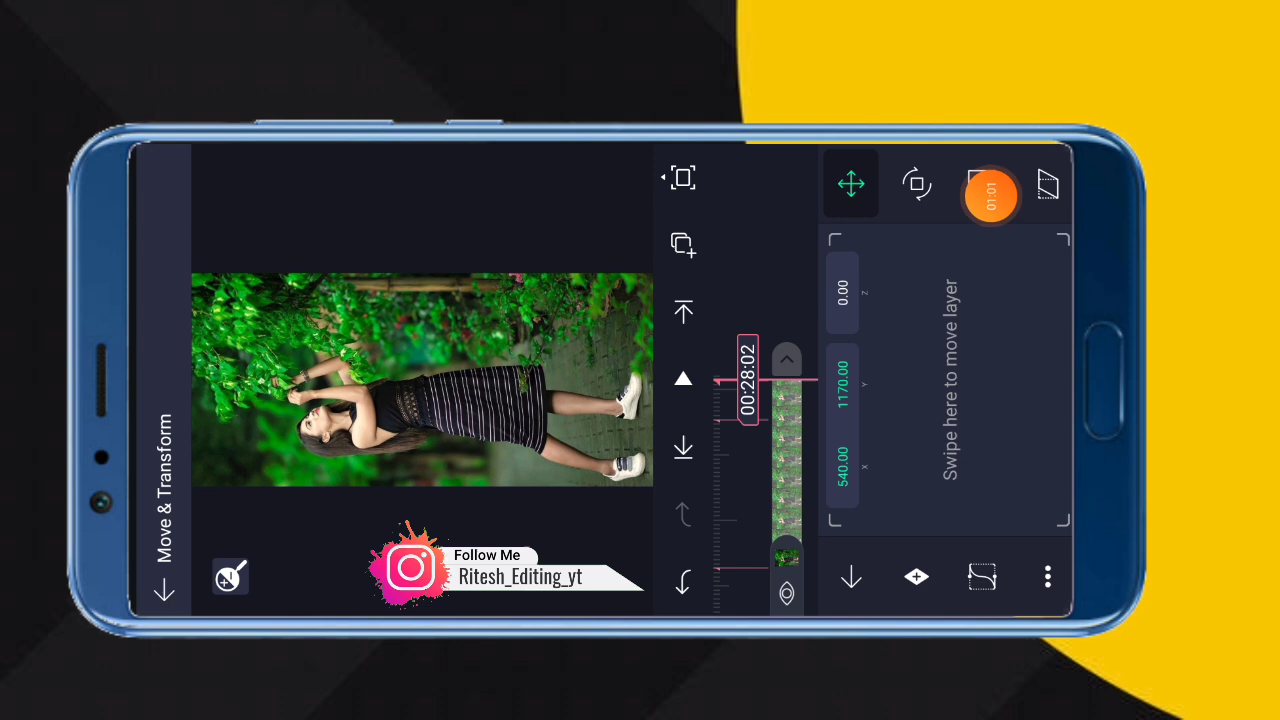 Move & Transform
Follow Me
Ritesh_Editing_yt
00:28:02
540.00
X
1170.00
Y
0.00
Z
Swipe here to move layer
01:01